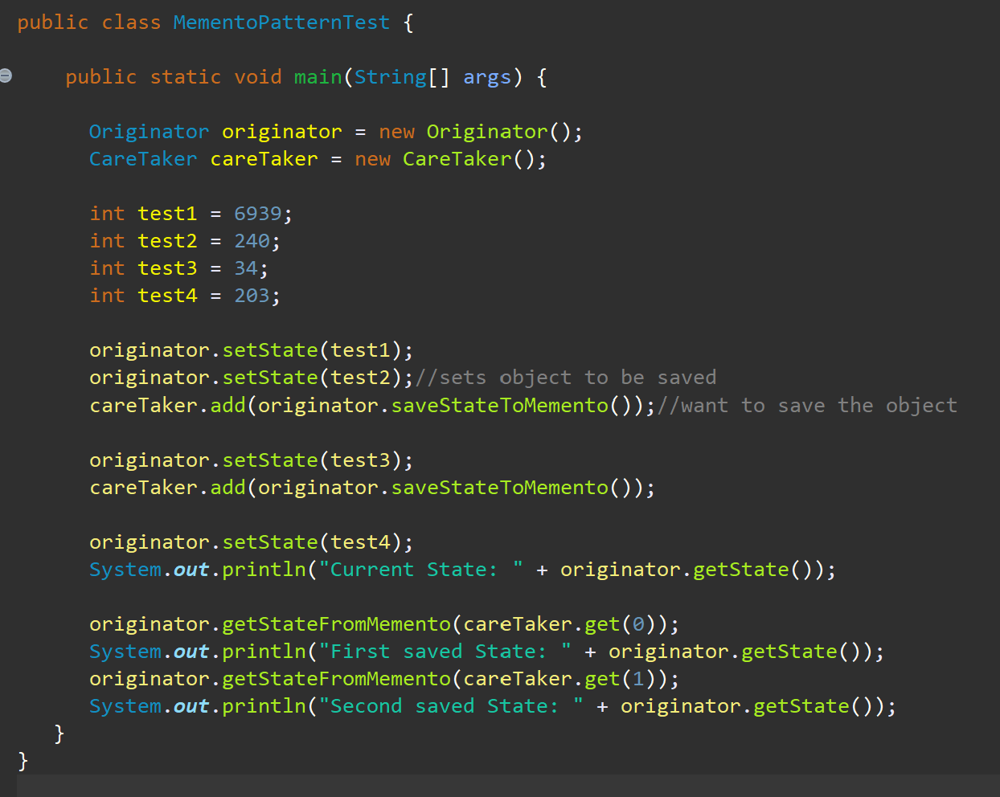 public class MementoPatternTest {
public static void main(String[] args) {
Originator originator = new Originator();
CareTaker careTaker = new CareTaker();
int test1 = 6939;
int test2 = 240;
int test3 = 34;
int test4 = 203;
originator.setState(test1);
originator.setState(test2);//sets object to be saved
careTaker.add(originator.saveStateToMemento());//want to save the object
originator.setState(test3);
careTaker.add(originator.saveStateToMemento());
originator.setState(test4);
System.out.println("Current State: " + originator.getState());
originator.getStateFromMemento(careTaker.get(0));
System.out.println("First saved State: " + originator.getState());
originator.getStateFromMemento(careTaker.get(1));
System.out.println("Second saved State: " + originator.getState());
}
}